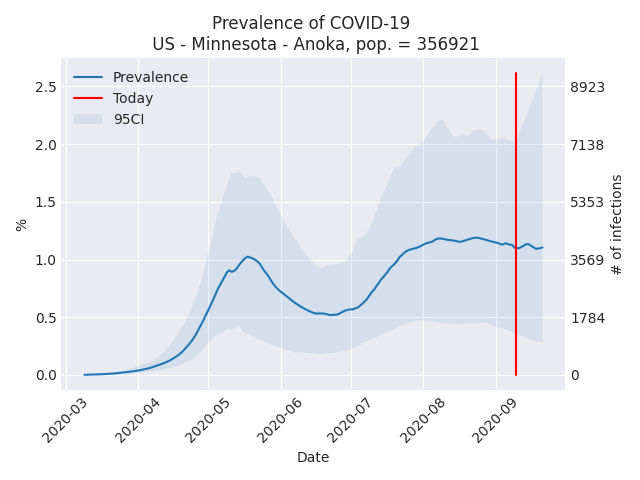 Prevalence of COVID-19
US - Minnesota - Anoka, pop. = 356921
Prevalence
Today
95CI
2.5
2.0
1.5
1.0
0.5
0.0
%
8923
7138
5353
3569
1784
0
# of infections
2020-03
2020-04
2020-05
2020-06
2020-07
2020-08
2020-09
Date